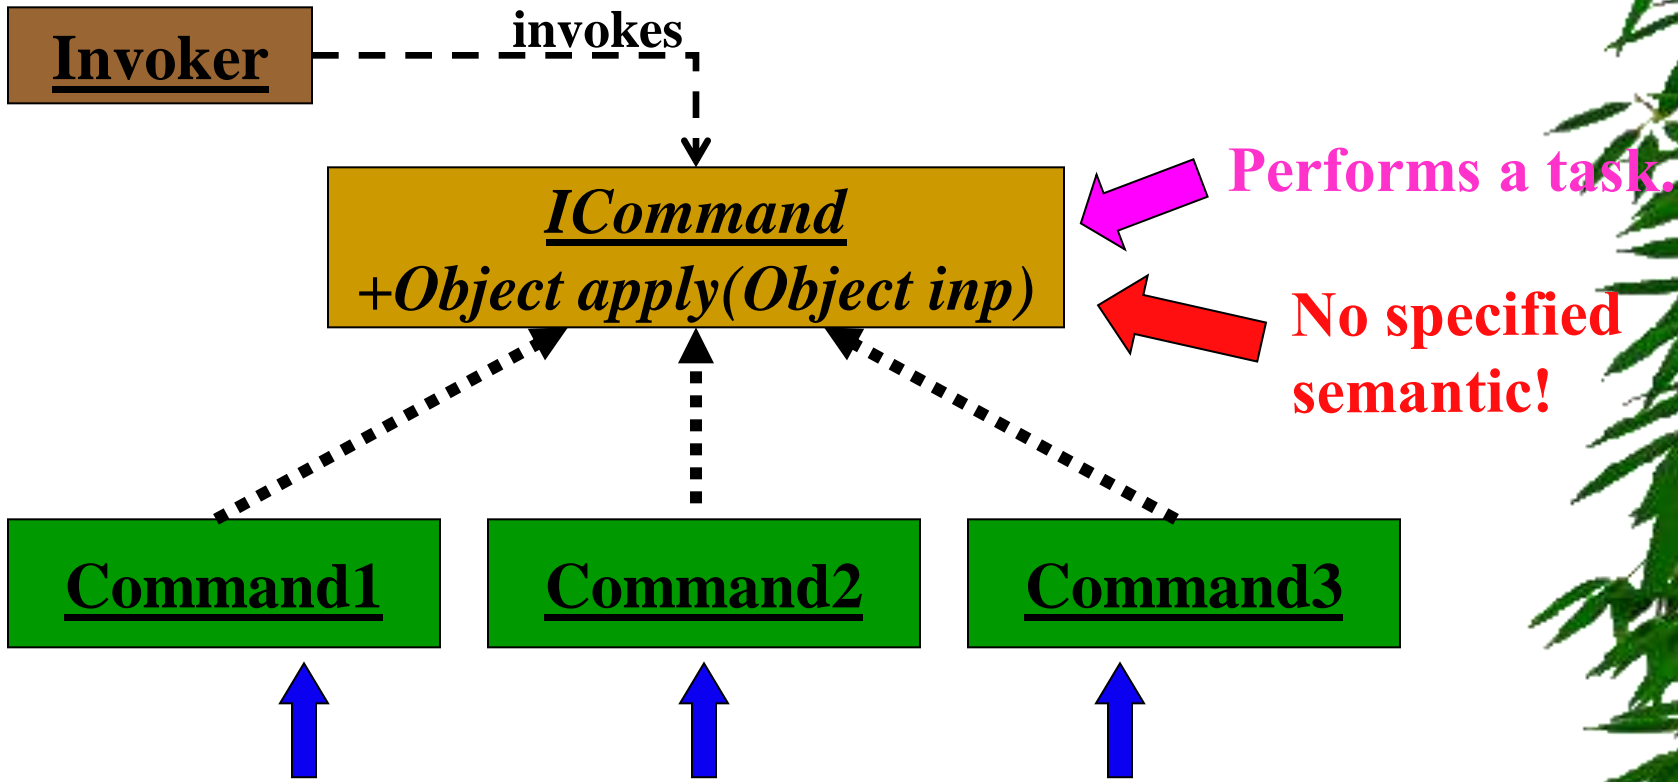 Invoker
invokes
ICommand
+Object apply(Object inp)
Performs a task.
No specified
semantic!
Command1
Command2
Command3